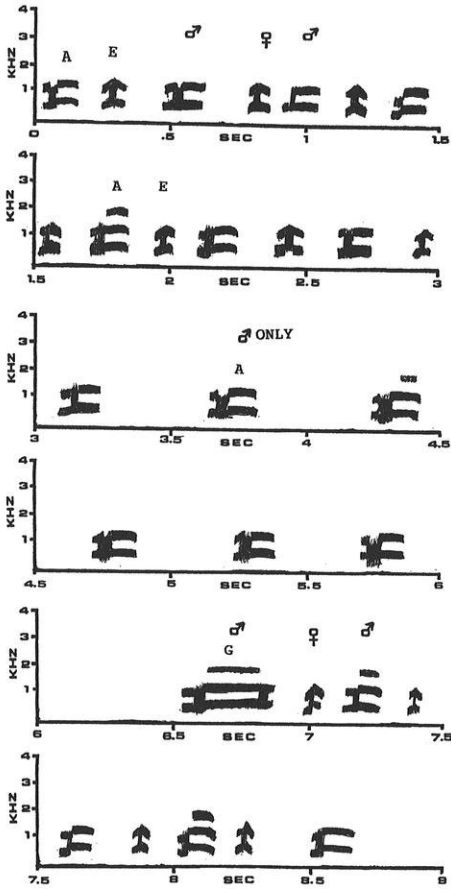 4
3
KHZ
2
1
♂ ♀ ♂
A E
0 .5 SEC 1 1.5
4
3
KHZ
2
1
A E
1.5 2 SEC 2.5 3
4
3
KHZ
2
1
♂ ONLY
A
3 3.5 SEC 4 4.5
4
3
KHZ
2
1
4.5 5 SEC 5.5 6
4
3
KHZ
2
1
♂ ♀ ♂
G
6 6.5 SEC 7 7.5
4
3
KHZ
2
1
7.5 8 SEC 8.5 9